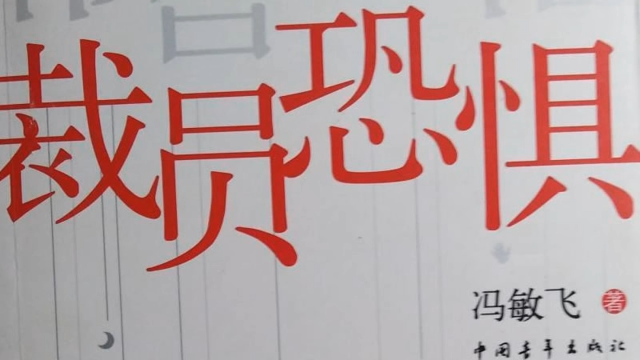 裁员恐惧
冯敏飞 著
中国青年出版社